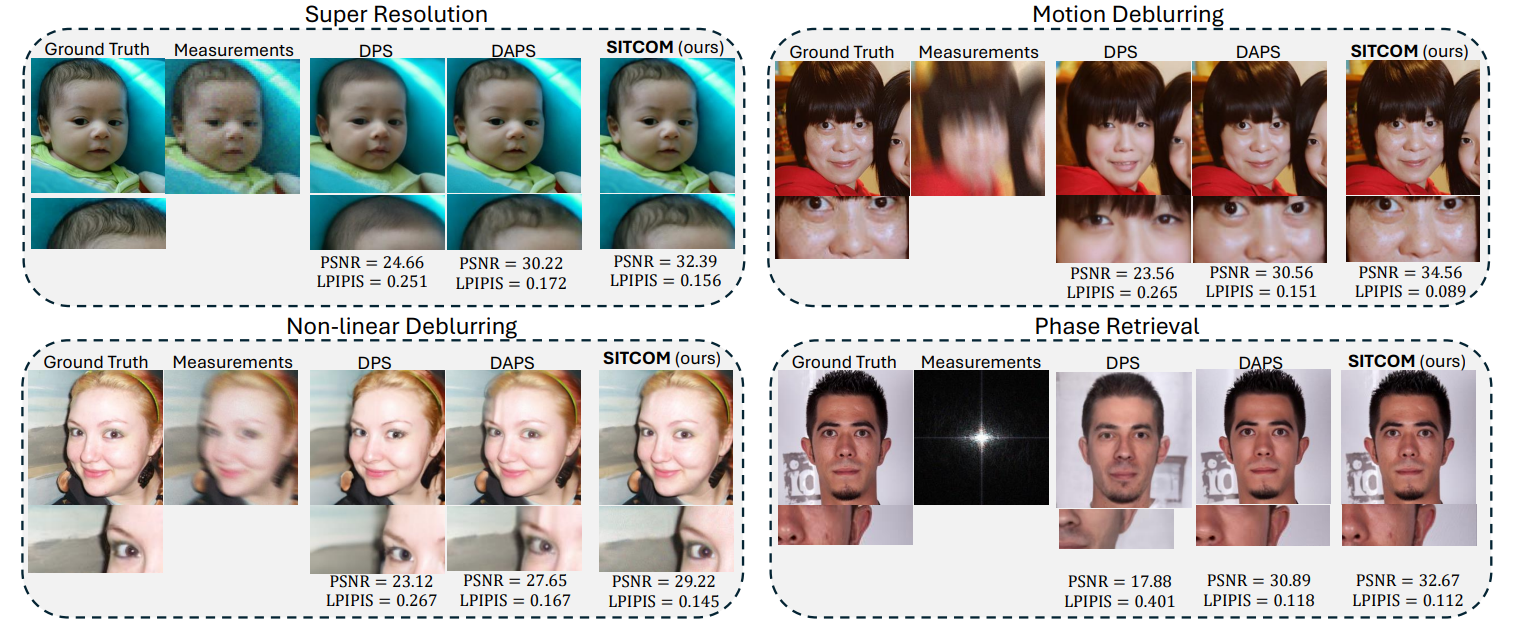 Super Resolution
Ground Truth Measurements DPS DAPS SITCOM (ours)
PSNR = 24.66 PSNR = 30.22 PSNR = 32.39
LPIPIS = 0.251 LPIPIS = 0.172 LPIPIS = 0.156
Motion Deblurring
Ground Truth Measurements DPS DAPS SITCOM (ours)
PSNR = 23.56 PSNR = 30.56 PSNR = 34.56
LPIPIS = 0.265 LPIPIS = 0.151 LPIPIS = 0.089
Non-linear Deblurring
Ground Truth Measurements DPS DAPS SITCOM (ours)
PSNR = 23.12 PSNR = 27.65 PSNR = 29.22
LPIPIS = 0.267 LPIPIS = 0.167 LPIPIS = 0.145
Phase Retrieval
Ground Truth Measurements DPS DAPS SITCOM (ours)
id id id
PSNR = 17.88 PSNR = 30.89 PSNR = 32.67
LPIPIS = 0.401 LPIPIS = 0.118 LPIPIS = 0.112